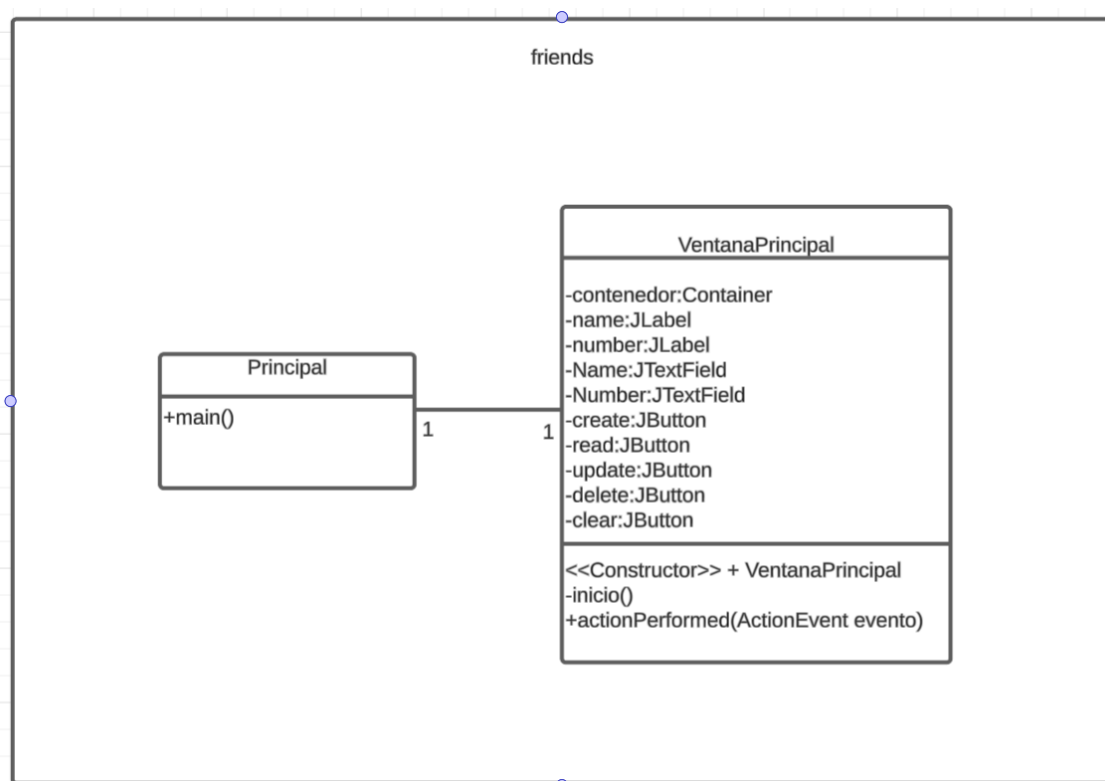 friends
Principal
+main()
1
1
VentanaPrincipal
-contenedor:Container
-name:JLabel
-number:JLabel
-Name:JTextField
-Number:JTextField
-create:JButton
-read:JButton
-update:JButton
-delete:JButton
-clear:JButton
<<Constructor>> + VentanaPrincipal
-inicio()
+actionPerformed(ActionEvent evento)